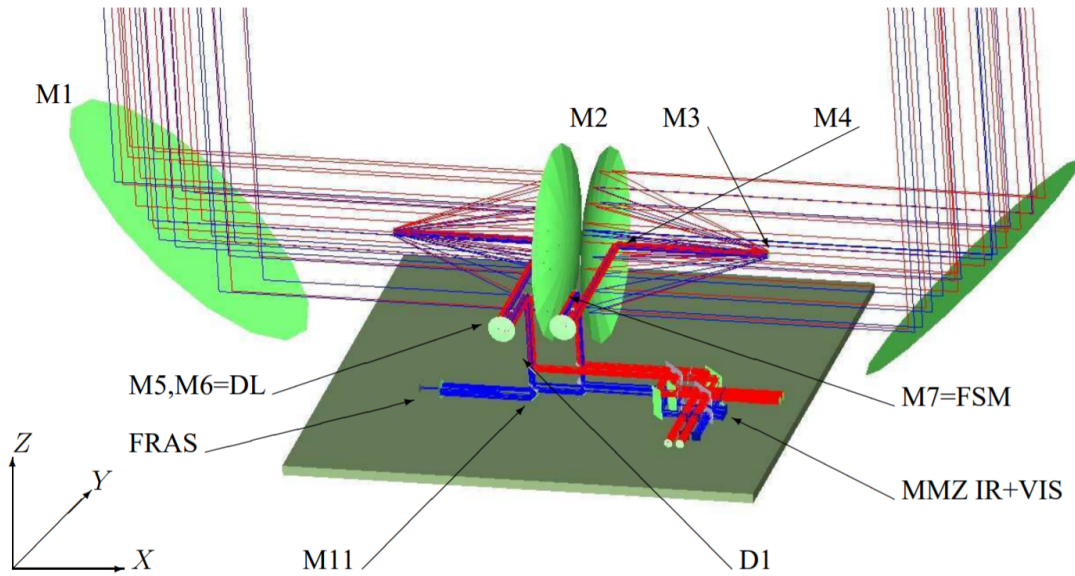 M1
M2
M3
M4
M5,M6=DL
M7=FSM
FRAS
MMZ IR+VIS
Z
Y
X
M11
D1